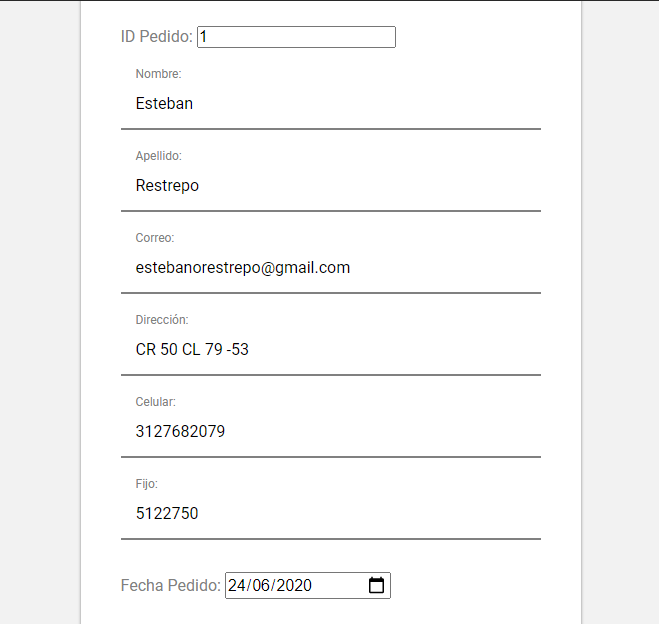 ID Pedido: 1
Nombre:
Esteban
Apellido:
Restrepo
Correo:
estebanorestrepo@gmail.com
Dirección:
CR 50 CL 79 -53
Celular:
3127682079
Fijo:
5122750
Fecha Pedido: 24/06/2020